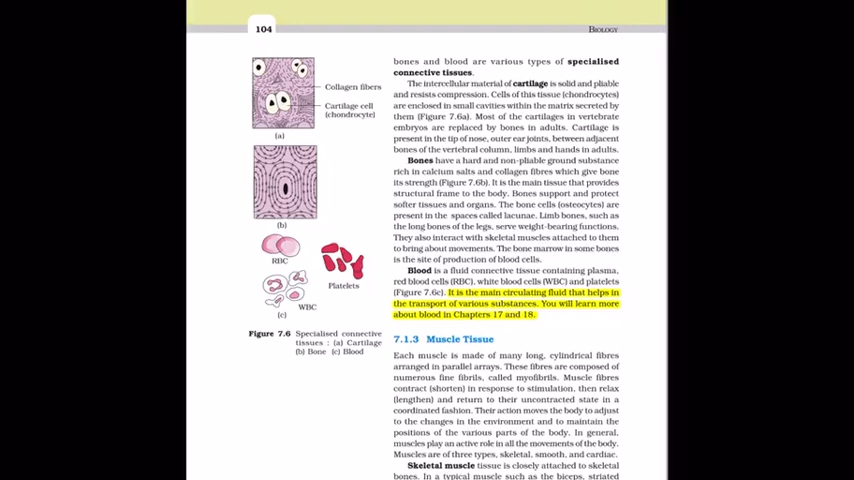 104
BIOLOGY
Collagen fibers
Cartilage cell
(chondrocyte)
(a)
(b)
RBC
Platelets
WBC
(c)
Figure 7.6 Specialised connective
tissues : (a) Cartilage
(b) Bone (c) Blood
bones and blood are various types of specialised
connective tissues.
The intercellular material of cartilage is solid and pliable
and resists compression. Cells of this tissue (chondrocytes)
are enclosed in small cavities within the matrix secreted by
them (Figure 7.6a). Most of the cartilages in vertebrate
embryos are replaced by bones in adults. Cartilage is
present in the tip of nose, outer ear joints, between adjacent
bones of the vertebral column, limbs and hands in adults.
Bones have a hard and non-pliable ground substance
rich in calcium salts and collagen fibres which give bone
its strength (Figure 7.6b). It is the main tissue that provides
structural frame to the body. Bones support and protect
softer tissues and organs. The bone cells (osteocytes) are
present in the spaces called lacunae. Limb bones, such as
the long bones of the legs, serve weight-bearing functions.
They also interact with skeletal muscles attached to them
to bring about movements. The bone marrow in some bones
is the site of production of blood cells.
Blood is a fluid connective tissue containing plasma,
red blood cells (RBC), white blood cells (WBC) and platelets
(Figure 7.6c). It is the main circulating fluid that helps in
the transport of various substances. You will learn more
about blood in Chapters 17 and 18.
7.1.3 Muscle Tissue
Each muscle is made of many long, cylindrical fibres
arranged in parallel arrays. These fibres are composed of
numerous fine fibrils, called myofibrils. Muscle fibres
contract (shorten) in response to stimulation, then relax
(lengthen) and return to their uncontracted state in a
coordinated fashion. Their action moves the body to adjust
to the changes in the environment and to maintain the
positions of the various parts of the body. In general,
muscles play an active role in all the movements of the body.
Muscles are of three types, skeletal, smooth, and cardiac.
Skeletal muscle tissue is closely attached to skeletal
bones. In a typical muscle such as the biceps, striated